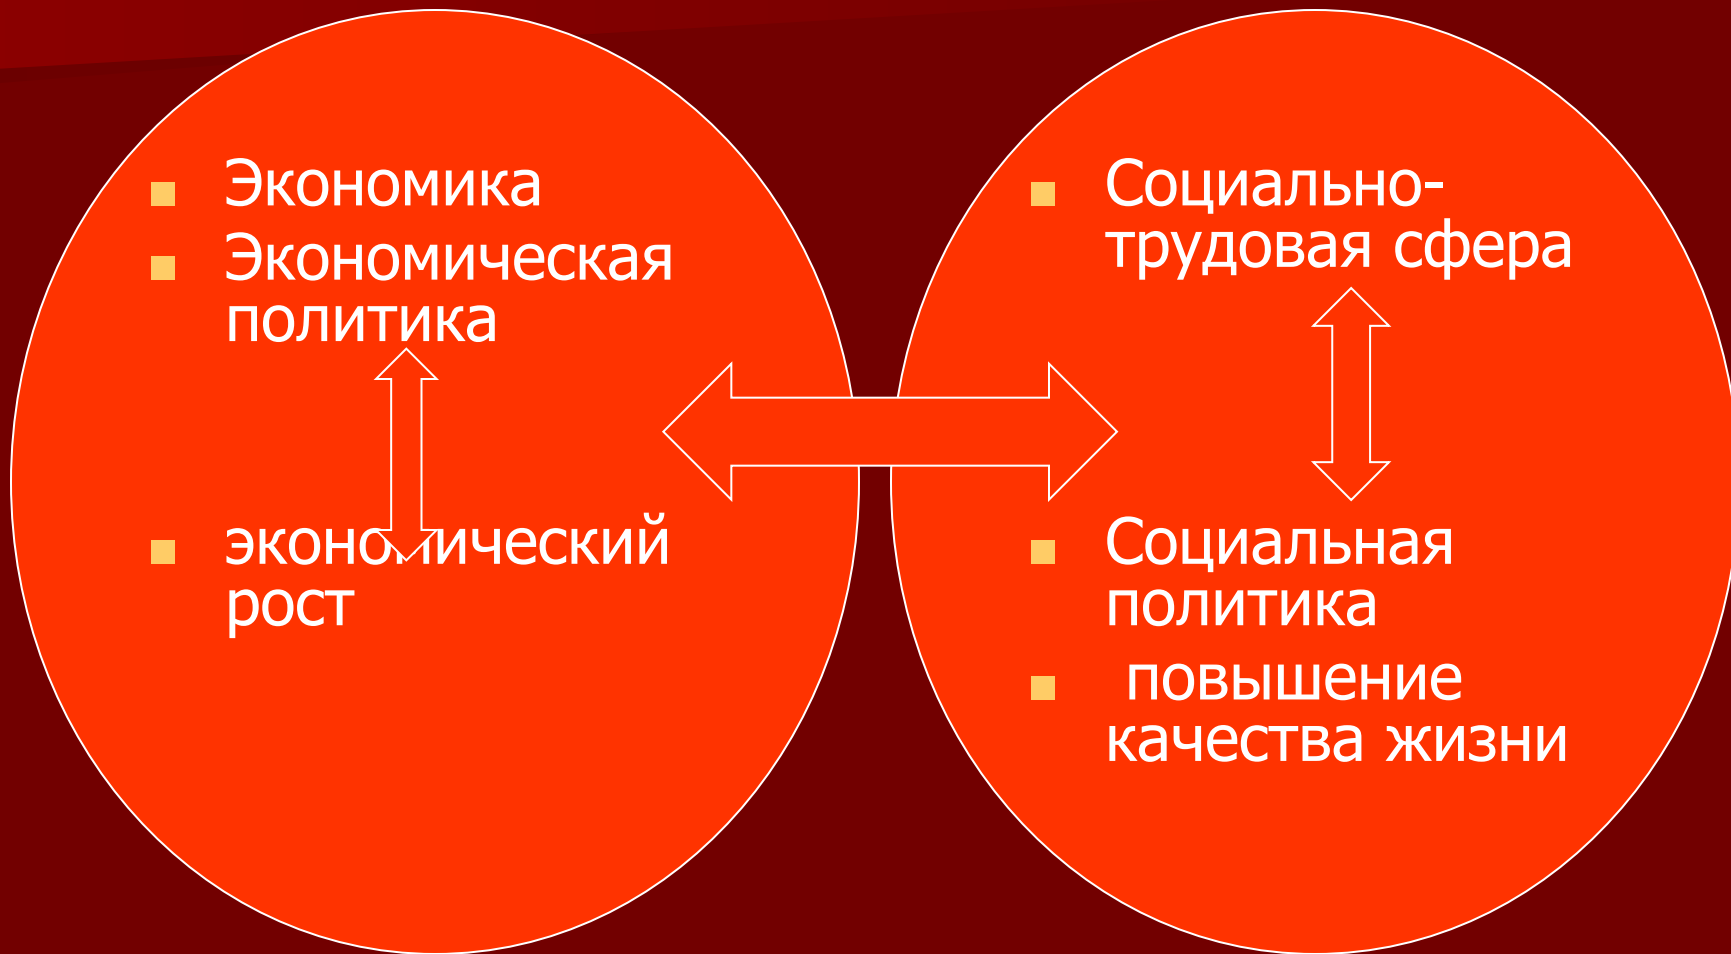 Экономика
Экономическая
политика
экономический
рост
Социально-
трудовая сфера
Социальная
политика
повышение
качества жизни